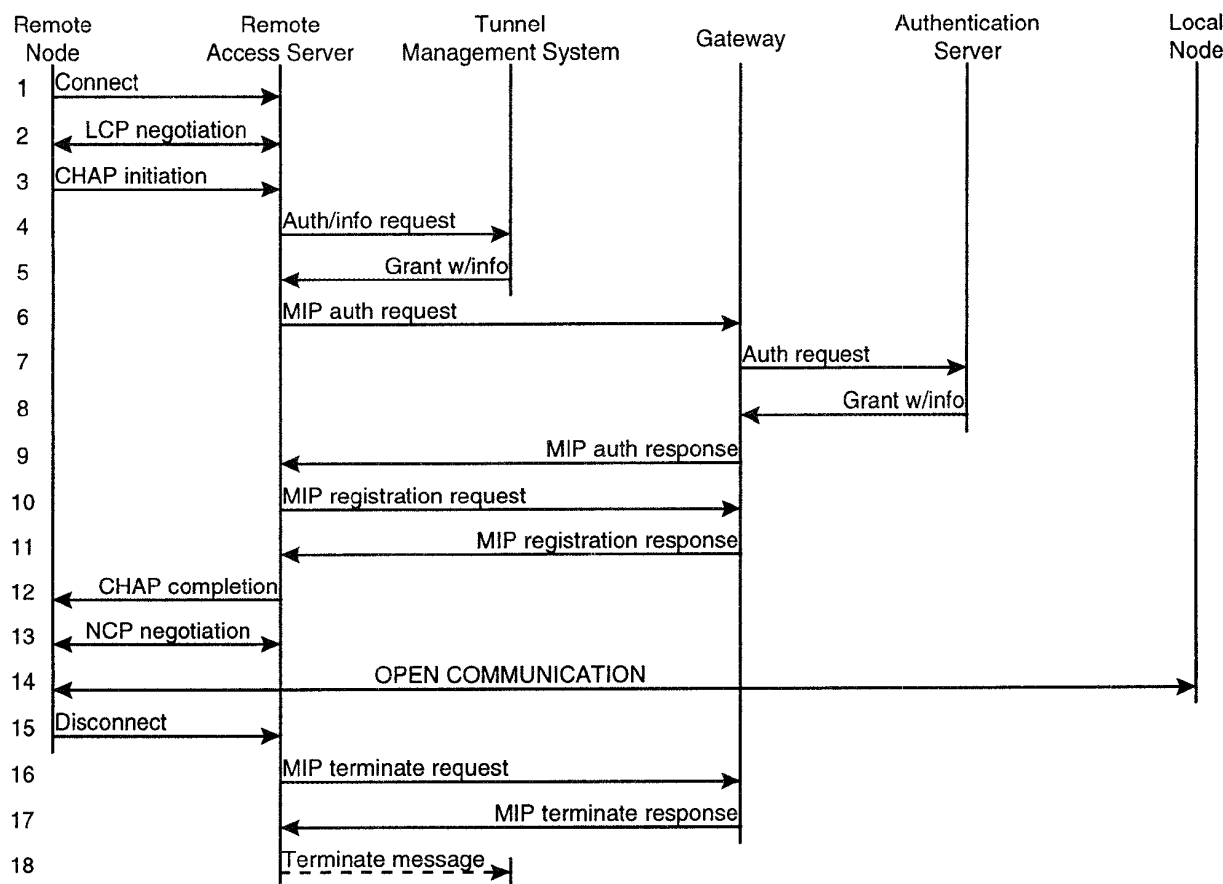 Remote
Node
Remote
Access Server
Tunnel
Management System
Gateway
Authentication
Server
Local
Node
1 Connect
2 LCP negotiation
3 CHAP initiation
4 Auth/info request
5 Grant w/info
6 MIP auth request
7 Auth request
8 Grant w/info
9 MIP auth response
10 MIP registration request
11 MIP registration response
12 CHAP completion
13 NCP negotiation
14 OPEN COMMUNICATION
15 Disconnect
16 MIP terminate request
17 MIP terminate response
18 Terminate message